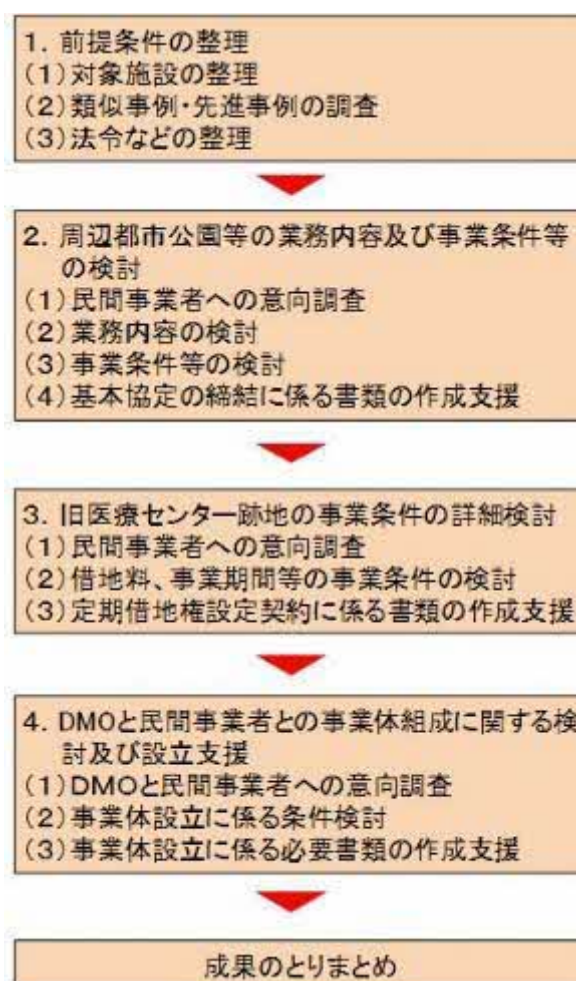 1. 前提条件の整理
(1)対象施設の整理
(2)類似事例・先進事例の調査
(3)法令などの整理
2. 周辺都市公園等の業務内容及び事業条件等
の検討
(1)民間事業者への意向調査
(2)業務内容の検討
(3)事業条件等の検討
(4)基本協定の締結に係る書類の作成支援
3. 旧医療センター跡地の事業条件の詳細検討
(1)民間事業者への意向調査
(2)借地料、事業期間等の事業条件の検討
(3)定期借地権設定契約に係る書類の作成支援
4. DMOと民間事業者との事業体組成に関する検
討及び設立支援
(1)DMOと民間事業者への意向調査
(2)事業体設立に係る条件検討
(3)事業体設立に係る必要書類の作成支援
成果のとりまとめ